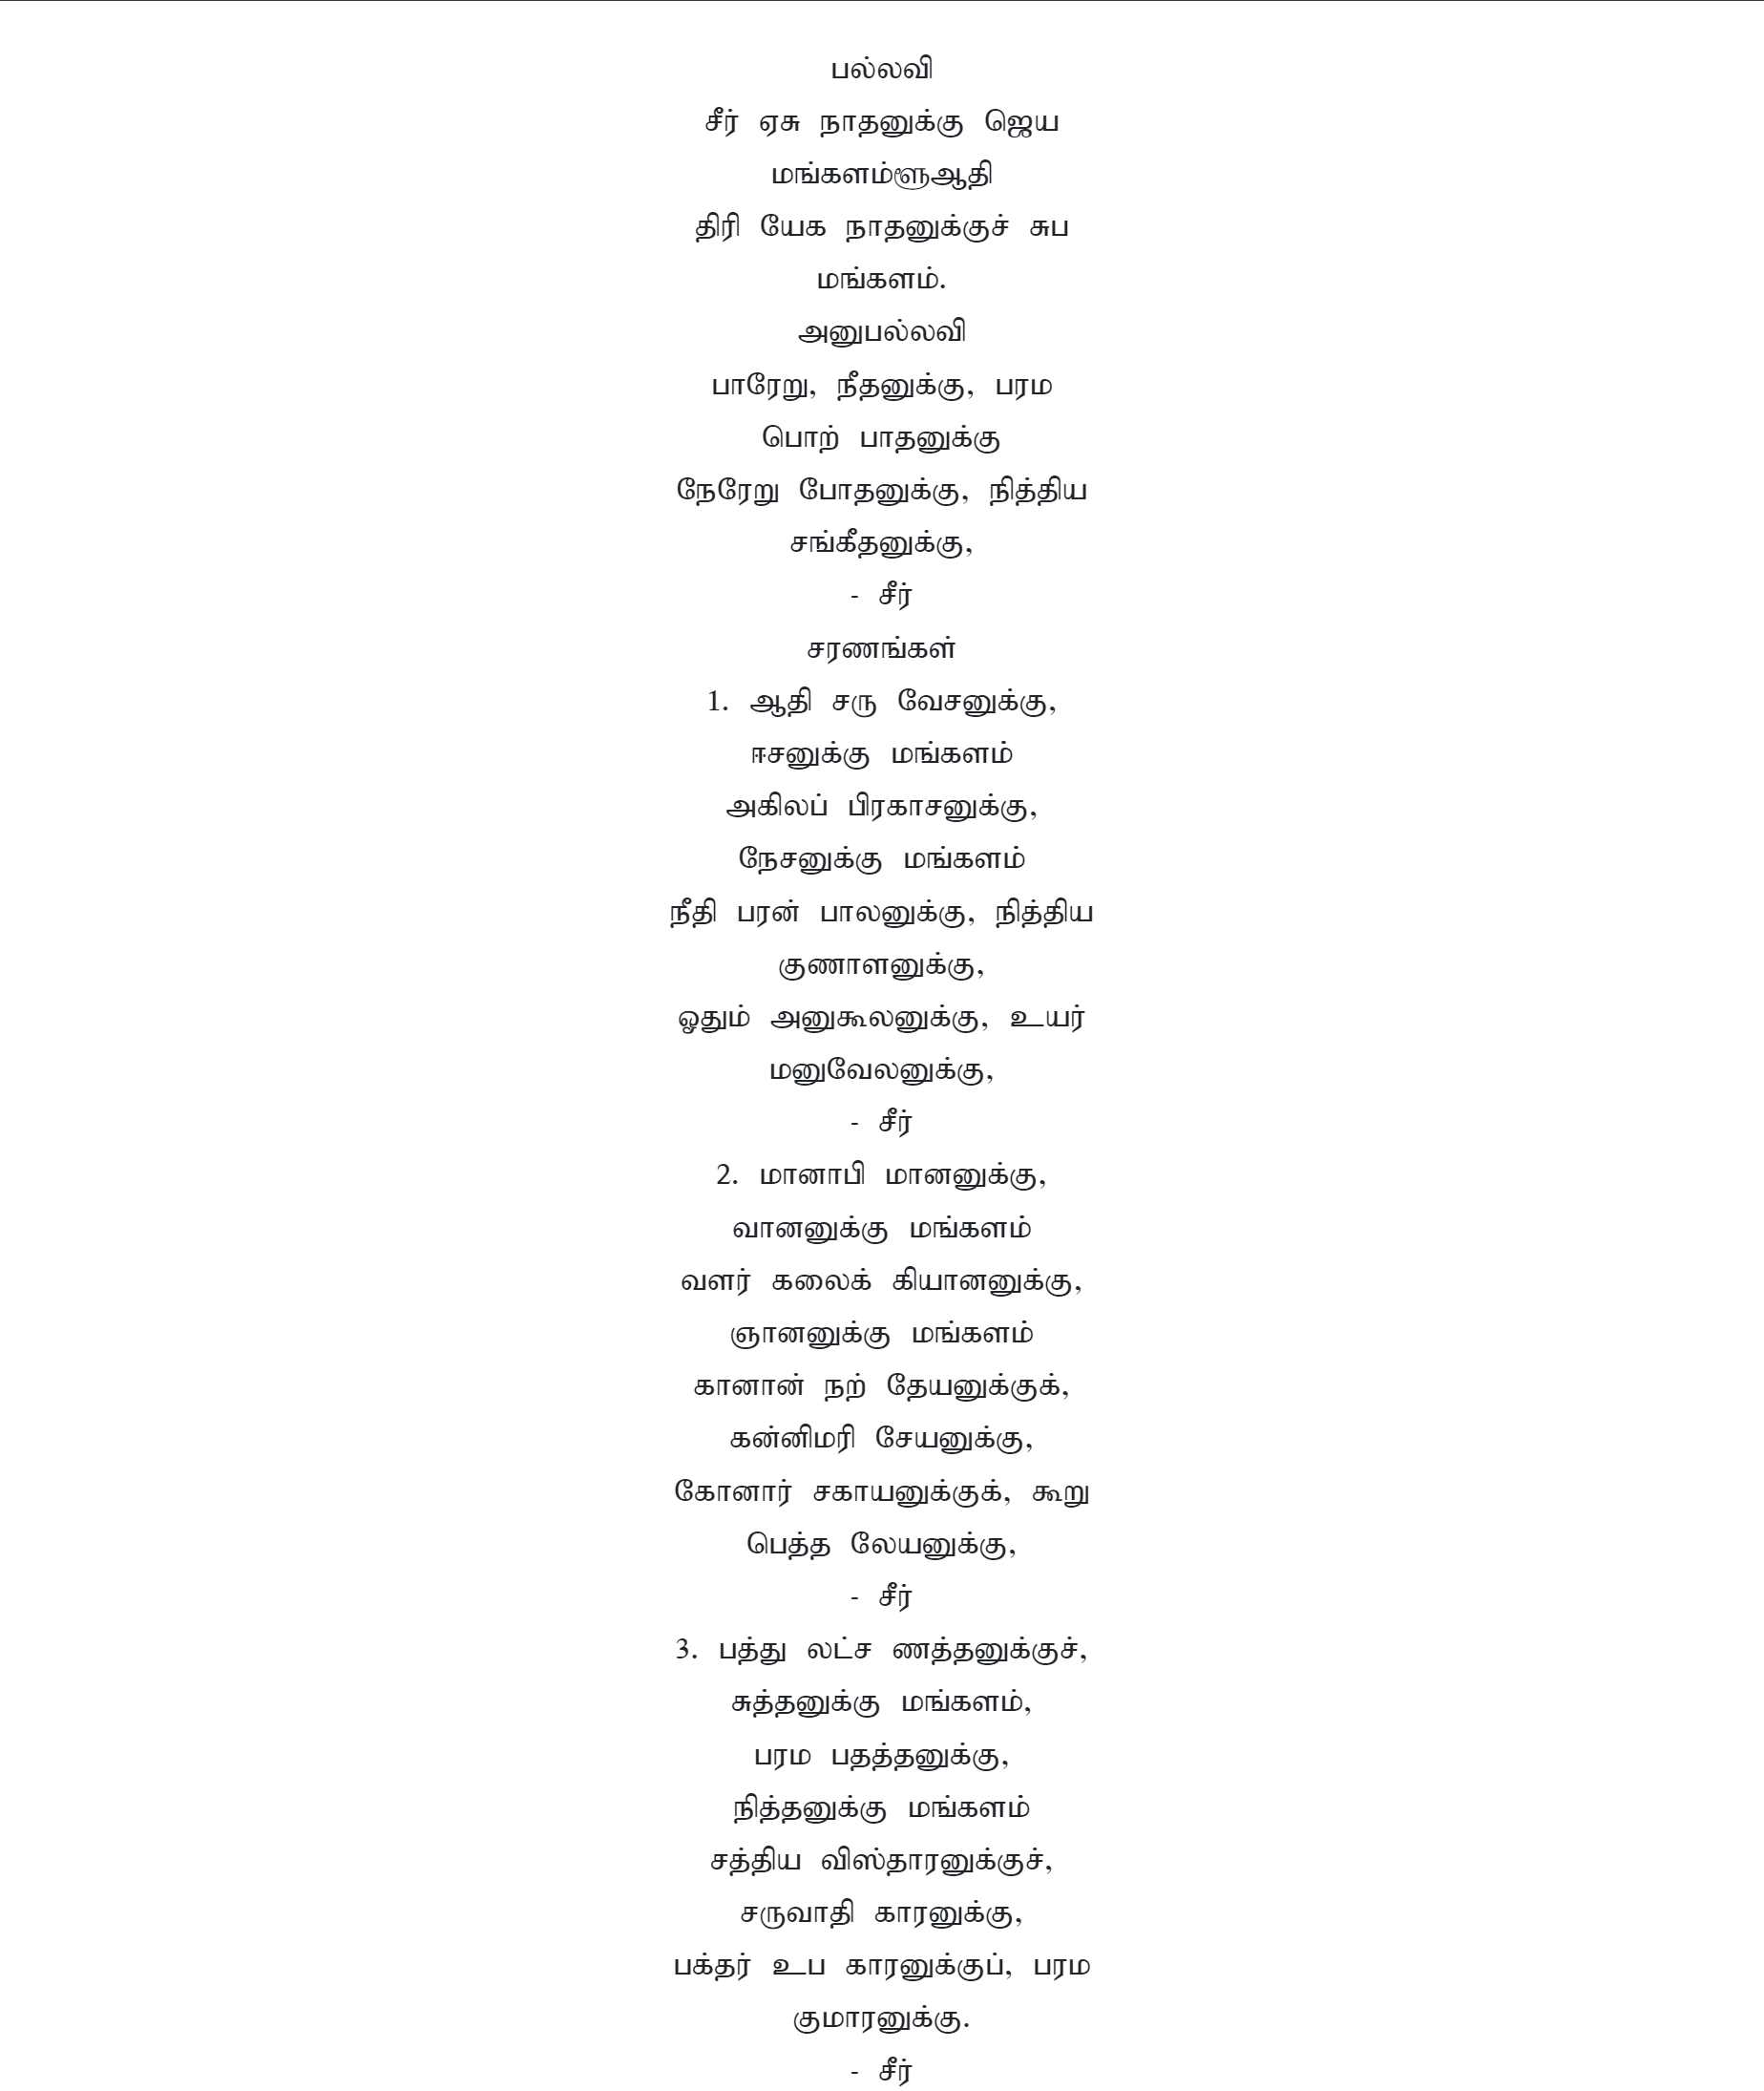 பல்லவி
சீர் ஏசு நாதனுக்கு ஜெய
மங்களம்ளுஆதி
திரி யேக நாதனுக்குச் சுப
மங்களம்.
அனுபல்லவி
பாரேறு, நீதனுக்கு, பரம
பொற் பாதனுக்கு
நேரேறு போதனுக்கு, நித்திய
சங்கீதனுக்கு,
- சீர்
சரணங்கள்
1. ஆதி சரு வேசனுக்கு,
ஈசனுக்கு மங்களம்
அகிலப் பிரகாசனுக்கு,
நேசனுக்கு மங்களம்
நீதி பரன் பாலனுக்கு, நித்திய
குணாளனுக்கு,
ஓதும் அனுகூலனுக்கு, உயர்
மனுவேலனுக்கு,
- சீர்
2. மானாபி மானனுக்கு,
வானனுக்கு மங்களம்
வளர் கலைக் கியானனுக்கு,
ஞானனுக்கு மங்களம்
கானான் நற் தேயனுக்குக்,
கன்னிமரி சேயனுக்கு,
கோனார் சகாயனுக்குக், கூறு
பெத்த லேயனுக்கு,
- சீர்
3. பத்து லட்ச ணத்தனுக்குச்,
சுத்தனுக்கு மங்களம்,
பரம பதத்தனுக்கு,
நித்தனுக்கு மங்களம்
சத்திய விஸ்தாரனுக்குச்,
சருவாதி காரனுக்கு,
பக்தர் உப காரனுக்குப், பரம
குமாரனுக்கு.
- சீர்